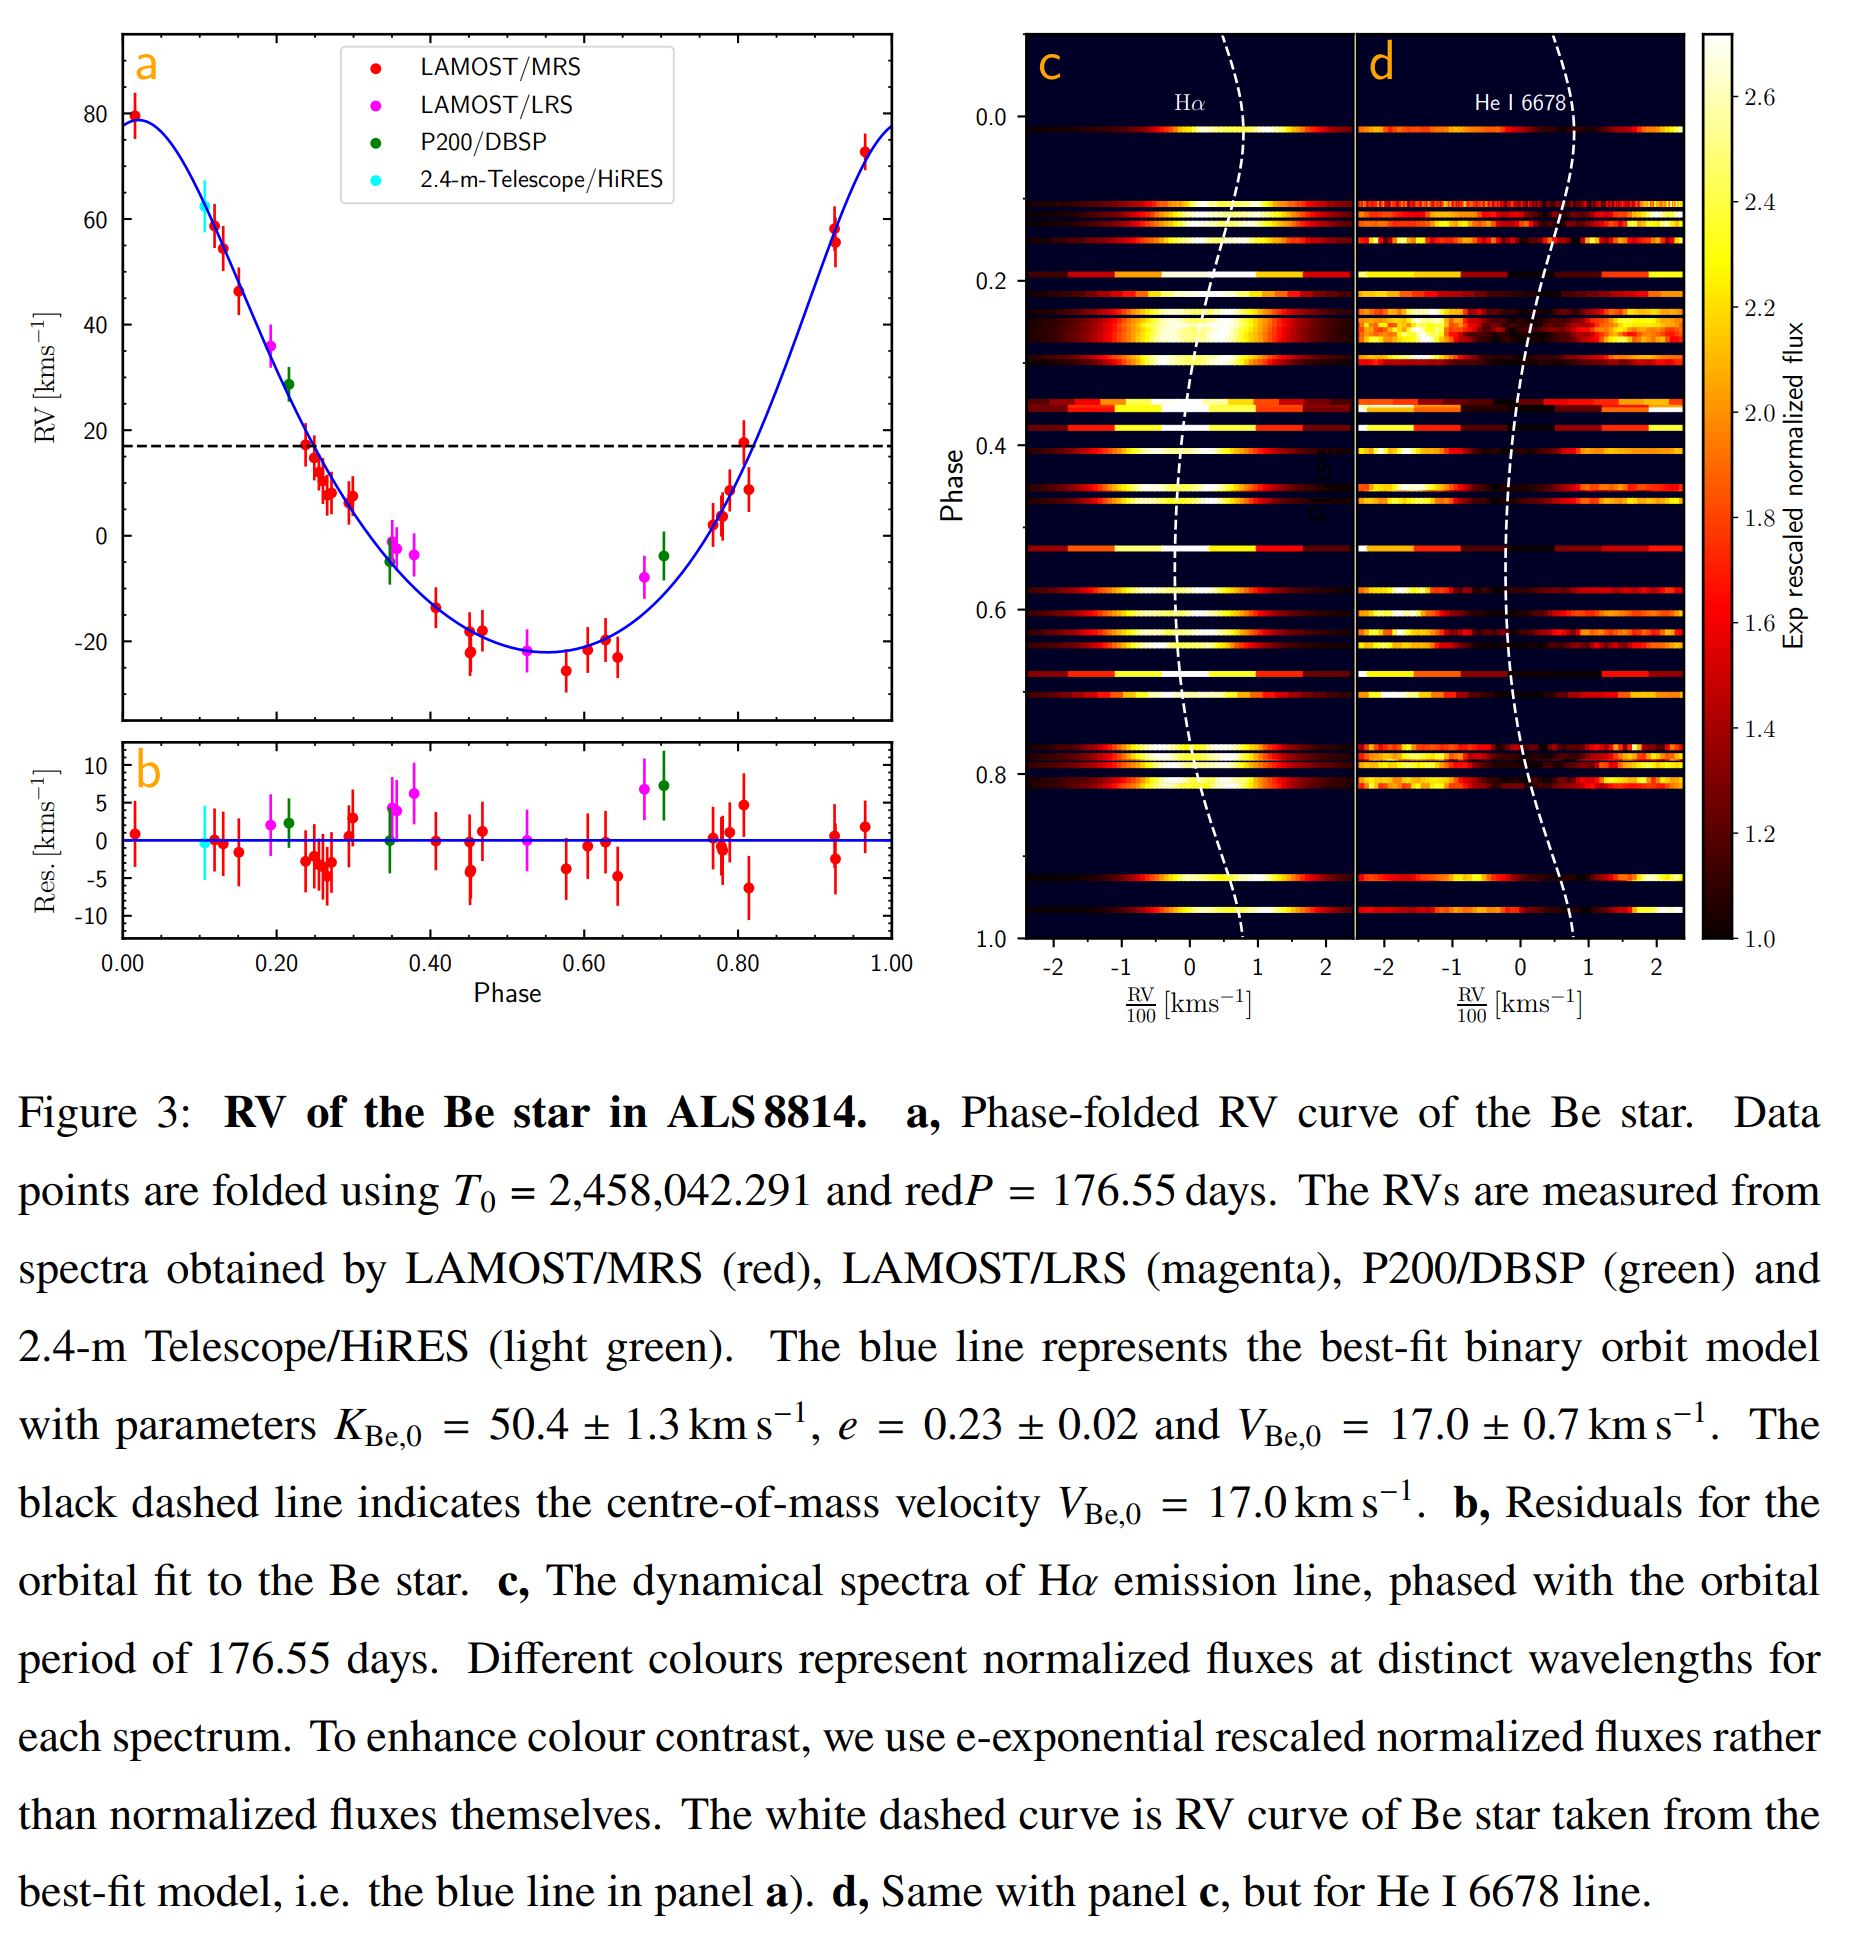 a
LAMOST/MRS
LAMOST/LRS
P200/DBSP
2.4-m-Telescope/HiRES
80
60
40
20
0
-20
RV [kms⁻¹]
b
10
5
0
-5
-10
Res. [kms⁻¹]
0.00 0.20 0.40 0.60 0.80 1.00
Phase
c
d
Hα
He I 6678
0.0
0.2
0.4
0.6
0.8
1.0
Phase
Phase
-2 -1 0 1 2
-2 -1 0 1 2
RV/100 [kms⁻¹]
RV/100 [kms⁻¹]
2.6
2.4
2.2
2.0
1.8
1.6
1.4
1.2
1.0
Exp rescaled normalized flux
Figure 3: RV of the Be star in ALS 8814. a, Phase-folded RV curve of the Be star. Data
points are folded using T₀ = 2,458,042.291 and redP = 176.55 days. The RVs are measured from
spectra obtained by LAMOST/MRS (red), LAMOST/LRS (magenta), P200/DBSP (green) and
2.4-m Telescope/HiRES (light green). The blue line represents the best-fit binary orbit model
with parameters K_Be,0 = 50.4 ± 1.3 km s⁻¹, e = 0.23 ± 0.02 and V_Be,0 = 17.0 ± 0.7 km s⁻¹. The
black dashed line indicates the centre-of-mass velocity V_Be,0 = 17.0 km s⁻¹. b, Residuals for the
orbital fit to the Be star. c, The dynamical spectra of Hα emission line, phased with the orbital
period of 176.55 days. Different colours represent normalized fluxes at distinct wavelengths for
each spectrum. To enhance colour contrast, we use e-exponential rescaled normalized fluxes rather
than normalized fluxes themselves. The white dashed curve is RV curve of Be star taken from the
best-fit model, i.e. the blue line in panel a). d, Same with panel c, but for He I 6678 line.